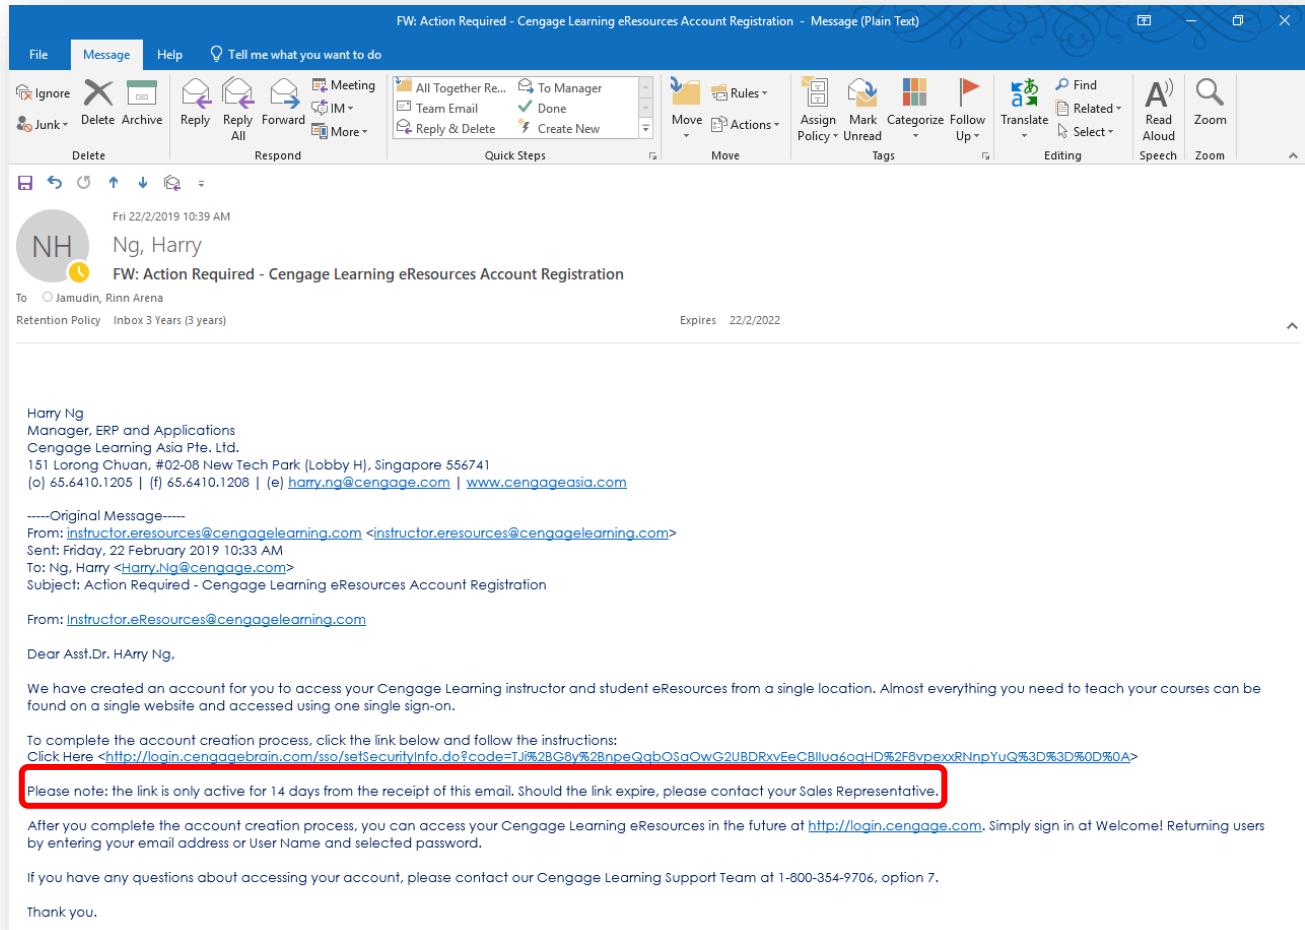 FW: Action Required - Cengage Learning eResources Account Registration - Message (Plain Text)
File Message Help Tell me what you want to do
Ignore
Junk
Delete Archive
Reply Reply All Forward
Meeting
IM
More
All Together Re... To Manager
Team Email Done
Reply & Delete Create New
Move
Rules
Actions
Assign Policy Mark Unread Categorize Follow Up
Translate
Find
Related
Select
Read Aloud
Zoom
Delete Respond Quick Steps Move Tags Editing Speech Zoom
Fri 22/2/2019 10:39 AM
NH
Ng, Harry
FW: Action Required - Cengage Learning eResources Account Registration
To Jamudin, Rinn Arena
Retention Policy Inbox 3 Years (3 years) Expires 22/2/2022
Harry Ng
Manager, ERP and Applications
Cengage Learning Asia Pte. Ltd.
151 Lorong Chuan, #02-08 New Tech Park (Lobby H), Singapore 556741
(o) 65.6410.1205 | (f) 65.6410.1208 | (e) harry.ng@cengage.com | www.cengageasia.com
-----Original Message-----
From: instructor.eresources@cengagelearning.com <instructor.eresources@cengagelearning.com>
Sent: Friday, 22 February 2019 10:33 AM
To: Ng, Harry <Harry.Ng@cengage.com>
Subject: Action Required - Cengage Learning eResources Account Registration
From: Instructor.eResources@cengagelearning.com
Dear Asst.Dr. HArry Ng,
We have created an account for you to access your Cengage Learning instructor and student eResources from a single location. Almost everything you need to teach your courses can be
found on a single website and accessed using one single sign-on.
To complete the account creation process, click the link below and follow the instructions:
Click Here <http://login.cengagebrain.com/sso/setSecurityInfo.do?code=TJi%2BG8y%2BnpeQqbOSaOwG2UBDRxvEeCBIlua6oqHD%2F8vpexxRNnpYuQ%3D%3D%0D%0A>
Please note: the link is only active for 14 days from the receipt of this email. Should the link expire, please contact your Sales Representative.
After you complete the account creation process, you can access your Cengage Learning eResources in the future at http://login.cengage.com. Simply sign in at Welcome! Returning users
by entering your email address or User Name and selected password.
If you have any questions about accessing your account, please contact our Cengage Learning Support Team at 1-800-354-9706, option 7.
Thank you.